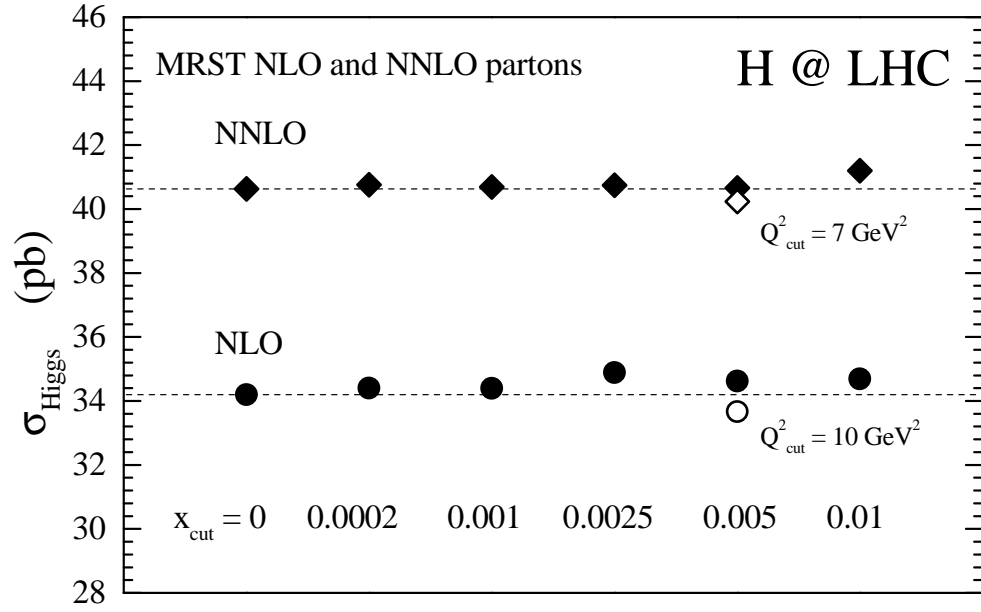 MRST NLO and NNLO partons
H @ LHC
NNLO
Q²cut = 7 GeV²
NLO
Q²cut = 10 GeV²
xcut = 0 0.0002 0.001 0.0025 0.005 0.01
σHiggs (pb)
46
44
42
40
38
36
34
32
30
28